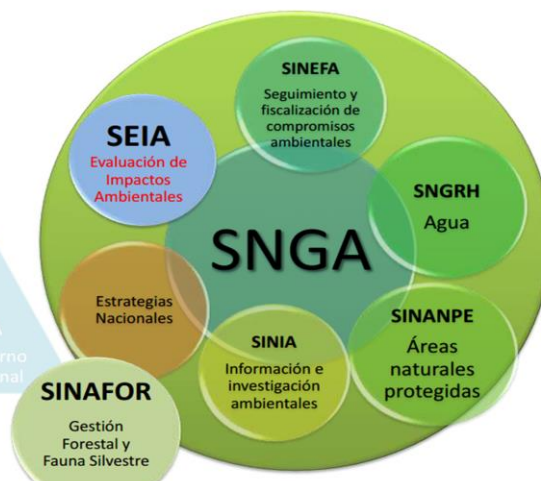 SINEFA
Seguimiento y
fiscalización de
compromisos
ambientales
SEIA
Evaluación de
Impactos
Ambientales
SNGRH
Agua
SNGA
Estrategias
Nacionales
SINIA
Información e
investigación
ambientales
SINANPE
Áreas
naturales
protegidas
SINAFOR
Gestión
Forestal y
Fauna Silvestre